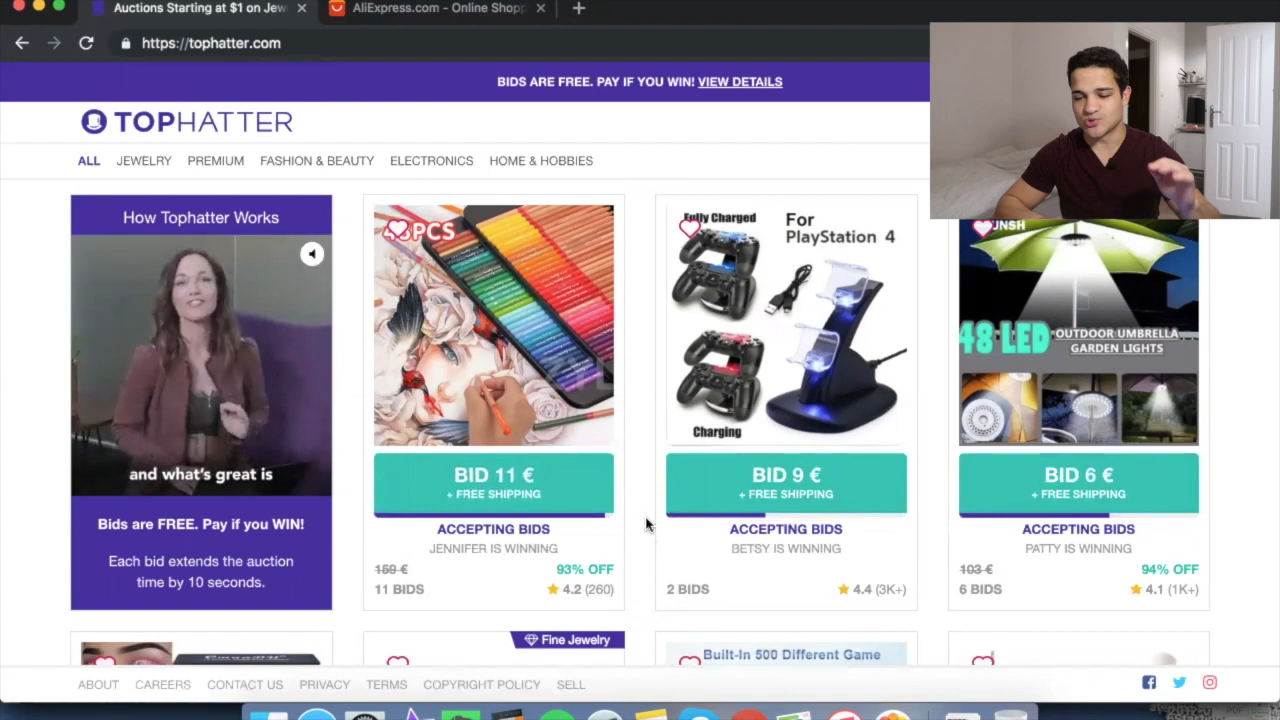 Auctions Starting at $1 on Jew
AliExpress.com - Online Shopp
https://tophatter.com
BIDS ARE FREE. PAY IF YOU WIN! VIEW DETAILS
TOPHATTER
ALL JEWELRY PREMIUM FASHION & BEAUTY ELECTRONICS HOME & HOBBIES
How Tophatter Works
and what's great is
Bids are FREE. Pay if you WIN!
Each bid extends the auction
time by 10 seconds.
PCS
BID 11 €
+ FREE SHIPPING
ACCEPTING BIDS
JENNIFER IS WINNING
159 € 93% OFF
11 BIDS 4.2 (260)
Fully Charged
For
PlayStation 4
Charging
BID 9 €
+ FREE SHIPPING
ACCEPTING BIDS
BETSY IS WINNING
2 BIDS 4.4 (3K+)
48 LED OUTDOOR UMBRELLA
GARDEN LIGHTS
BID 6 €
+ FREE SHIPPING
ACCEPTING BIDS
PATTY IS WINNING
103 € 94% OFF
6 BIDS 4.1 (1K+)
Fine Jewelry
Built-In 500 Different Game
ABOUT CAREERS CONTACT US PRIVACY TERMS COPYRIGHT POLICY SELL